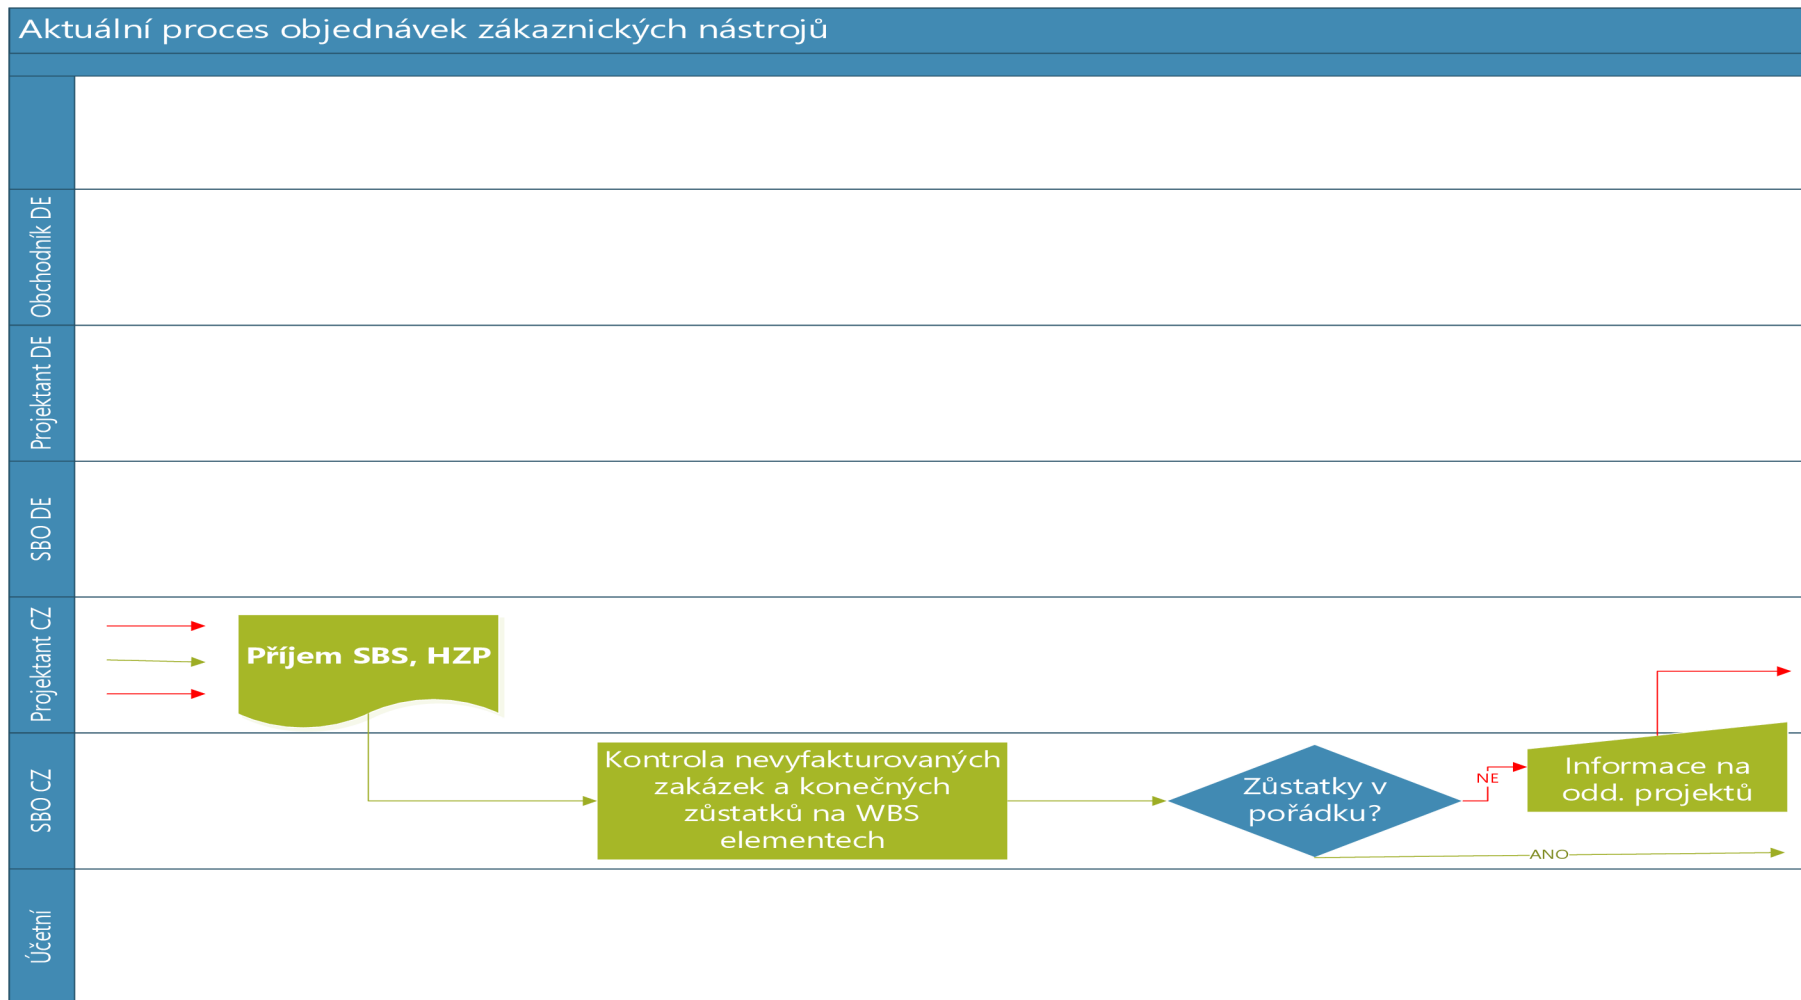 Aktuální proces objednávek zákaznických nástrojů
Obchodník DE
Projektant DE
SBO DE
Projektant CZ
Příjem SBS, HZP
SBO CZ
Kontrola nevyfakturovaných
zakázek a konečných
zůstatků na WBS
elementech
Zůstatky v
pořádku?
NE
Informace na
odd. projektů
ANO
Účetní